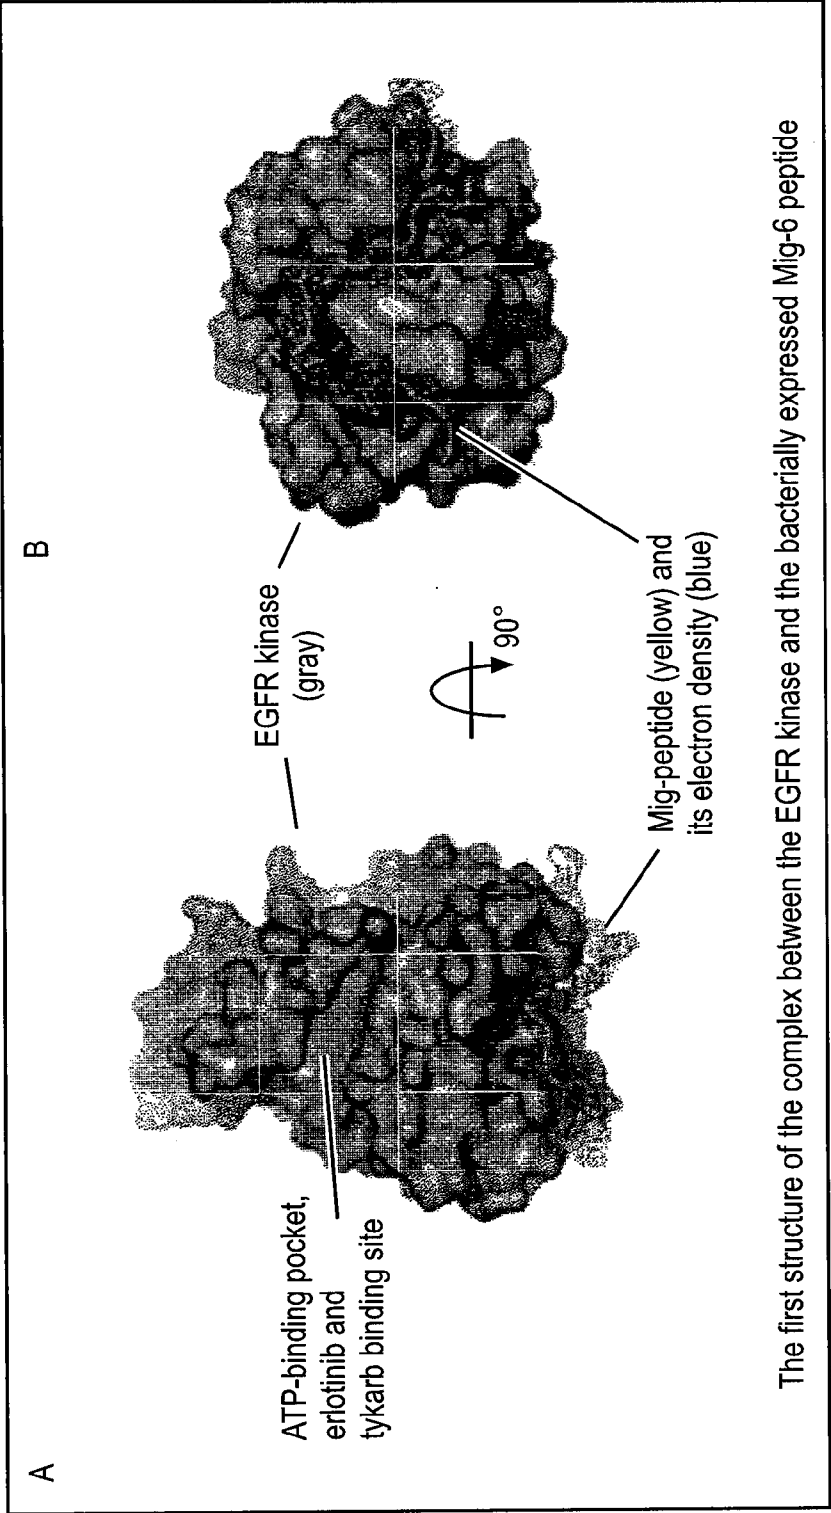 A
B
ATP-binding pocket,
erlotinib and
tykarb binding site
EGFR kinase
(gray)
90°
Mig-peptide (yellow) and
its electron density (blue)
The first structure of the complex between the EGFR kinase and the bacterially expressed Mig-6 peptide